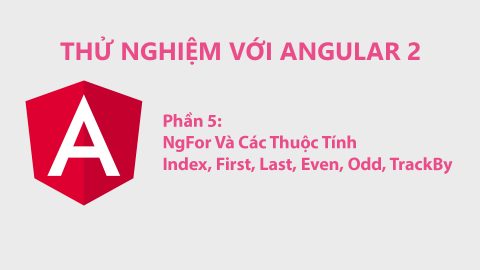 THỬ NGHIỆM VỚI ANGULAR 2
A
Phần 5:
NgFor Và Các Thuộc Tính
Index, First, Last, Even, Odd, TrackBy